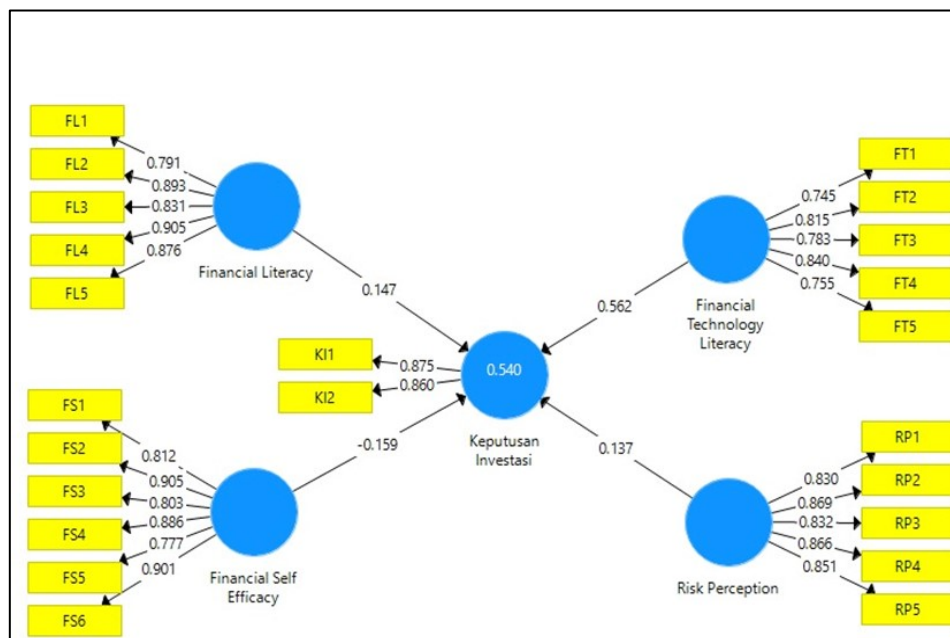 FL1
FL2
FL3
FL4
FL5
0.791
0.893
0.831
0.905
0.876
Financial Literacy
0.147
FT1
FT2
FT3
FT4
FT5
0.745
0.815
0.783
0.840
0.755
Financial
Technology
Literacy
0.562
KI1
KI2
0.875
0.860
0.540
Keputusan
Investasi
FS1
FS2
FS3
FS4
FS5
FS6
0.812
0.905
0.803
0.886
0.777
0.901
Financial Self
Efficacy
-0.159
0.137
RP1
RP2
RP3
RP4
RP5
0.830
0.869
0.832
0.866
0.851
Risk Perception